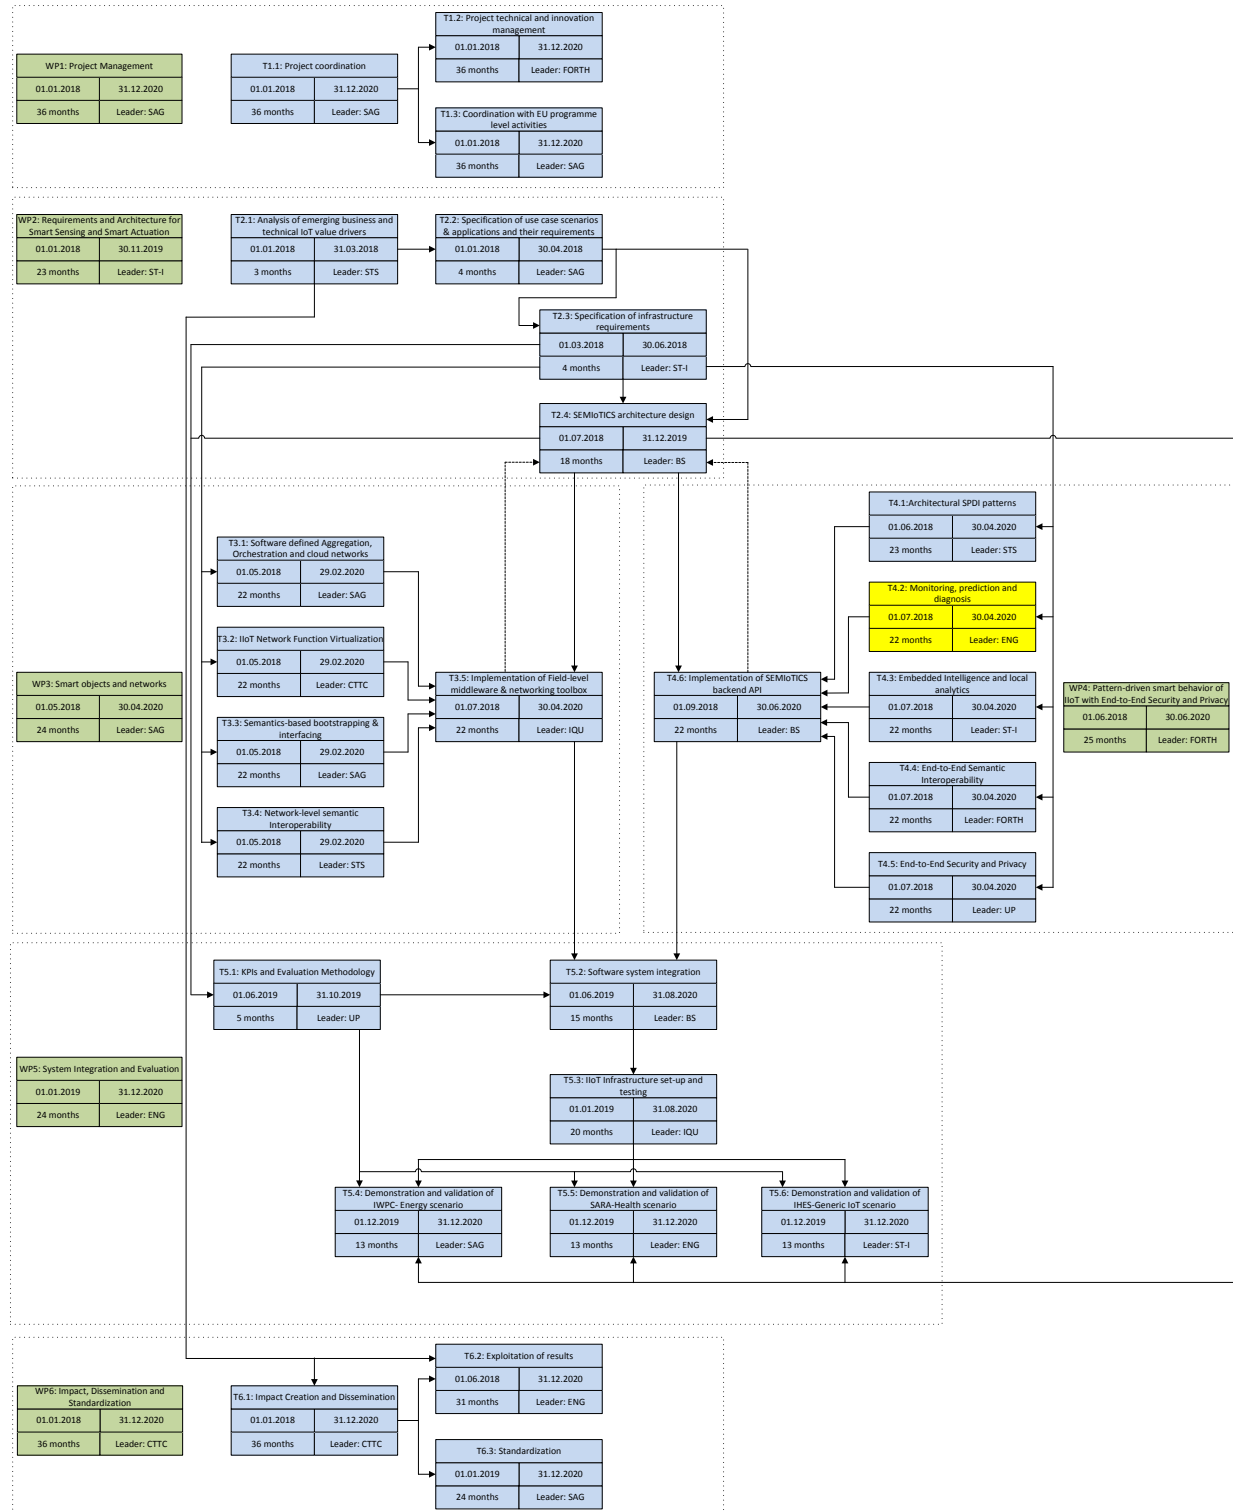 WP1: Project Management
01.01.2018 31.12.2020
36 months Leader: SAG
T1.1: Project coordination
01.01.2018 31.12.2020
36 months Leader: SAG
T1.2: Project technical and innovation
management
01.01.2018 31.12.2020
36 months Leader: FORTH
T1.3: Coordination with EU programme
level activities
01.01.2018 31.12.2020
36 months Leader: SAG
WP2: Requirements and Architecture for
Smart Sensing and Smart Actuation
01.01.2018 30.11.2019
23 months Leader: ST-I
T2.1: Analysis of emerging business and
technical IoT value drivers
01.01.2018 31.03.2018
3 months Leader: STS
T2.2: Specification of use case scenarios
& applications and their requirements
01.01.2018 30.04.2018
4 months Leader: SAG
T2.3: Specification of infrastructure
requirements
01.03.2018 30.06.2018
4 months Leader: ST-I
T2.4: SEMIoTICS architecture design
01.07.2018 31.12.2019
18 months Leader: BS
WP3: Smart objects and networks
01.05.2018 30.04.2020
24 months Leader: SAG
T3.1: Software defined Aggregation,
Orchestration and cloud networks
01.05.2018 29.02.2020
22 months Leader: SAG
T3.2: IIoT Network Function Virtualization
01.05.2018 29.02.2020
22 months Leader: CTTC
T3.3: Semantics-based bootstrapping &
interfacing
01.05.2018 29.02.2020
22 months Leader: SAG
T3.4: Network-level semantic
Interoperability
01.05.2018 29.02.2020
22 months Leader: STS
T3.5: Implementation of Field-level
middleware & networking toolbox
01.07.2018 30.04.2020
22 months Leader: IQU
T4.6: Implementation of SEMIoTICS
backend API
01.09.2018 30.06.2020
22 months Leader: BS
T4.1:Architectural SPDI patterns
01.06.2018 30.04.2020
23 months Leader: STS
T4.2: Monitoring, prediction and
diagnosis
01.07.2018 30.04.2020
22 months Leader: ENG
T4.3: Embedded Intelligence and local
analytics
01.07.2018 30.04.2020
22 months Leader: ST-I
T4.4: End-to-End Semantic
Interoperability
01.07.2018 30.04.2020
22 months Leader: FORTH
T4.5: End-to-End Security and Privacy
01.07.2018 30.04.2020
22 months Leader: UP
WP4: Pattern-driven smart behavior of
IIoT with End-to-End Security and Privacy
01.06.2018 30.06.2020
25 months Leader: FORTH
WP5: System Integration and Evaluation
01.01.2019 31.12.2020
24 months Leader: ENG
T5.1: KPIs and Evaluation Methodology
01.06.2019 31.10.2019
5 months Leader: UP
T5.2: Software system integration
01.06.2019 31.08.2020
15 months Leader: BS
T5.3: IIoT Infrastructure set-up and
testing
01.01.2019 31.08.2020
20 months Leader: IQU
T5.4: Demonstration and validation of
IWPC- Energy scenario
01.12.2019 31.12.2020
13 months Leader: SAG
T5.5: Demonstration and validation of
SARA-Health scenario
01.12.2019 31.12.2020
13 months Leader: ENG
T5.6: Demonstration and validation of
IHES-Generic IoT scenario
01.12.2019 31.12.2020
13 months Leader: ST-I
WP6: Impact, Dissemination and
Standardization
01.01.2018 31.12.2020
36 months Leader: CTTC
T6.1: Impact Creation and Dissemination
01.01.2018 31.12.2020
36 months Leader: CTTC
T6.2: Exploitation of results
01.06.2018 31.12.2020
31 months Leader: ENG
T6.3: Standardization
01.01.2019 31.12.2020
24 months Leader: SAG